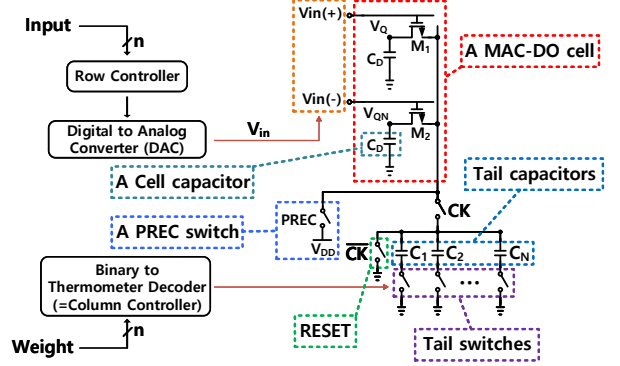 Input
n
Row Controller
Digital to Analog
Converter (DAC)
Vin
Vin(+)
Vin(-)
VQ
M1
CD
VQN
M2
CD
A MAC-DO cell
A Cell capacitor
Tail capacitors
CK
PREC
VDD
A PREC switch
CK
C1
C2
CN
Binary to
Thermometer Decoder
(=Column Controller)
n
Weight
RESET
Tail switches